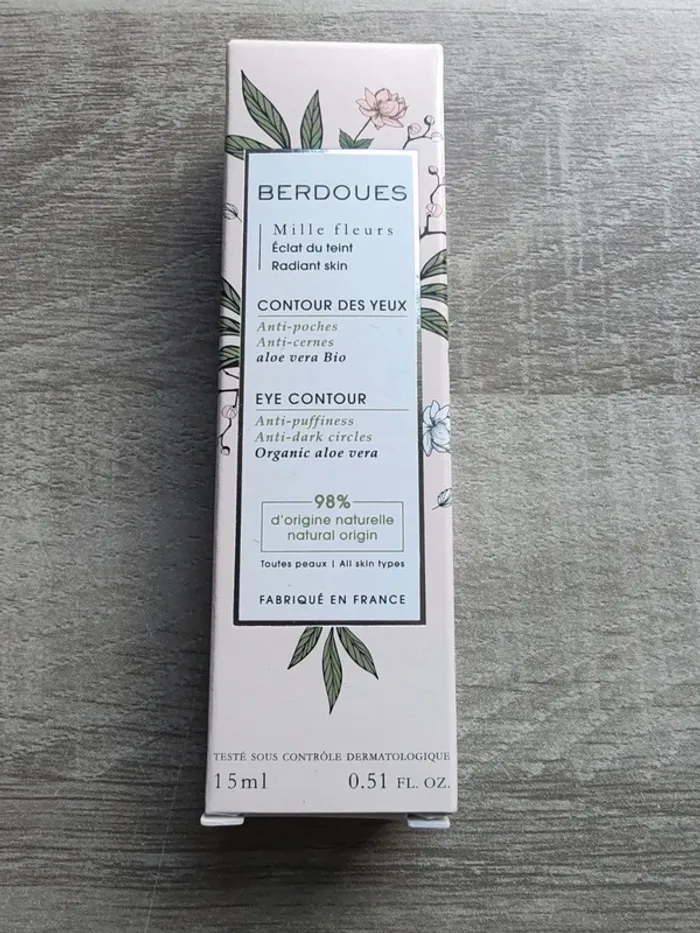 BERDOUES
Mille fleurs
Éclat du teint
Radiant skin
CONTOUR DES YEUX
Anti-poches
Anti-cernes
aloe vera Bio
EYE CONTOUR
Anti-puffiness
Anti-dark circles
Organic aloe vera
98%
d'origine naturelle
natural origin
Toutes peaux | All skin types
FABRIQUÉ EN FRANCE
TESTÉ SOUS CONTRÔLE DERMATOLOGIQUE
15ml 0.51 FL. OZ.